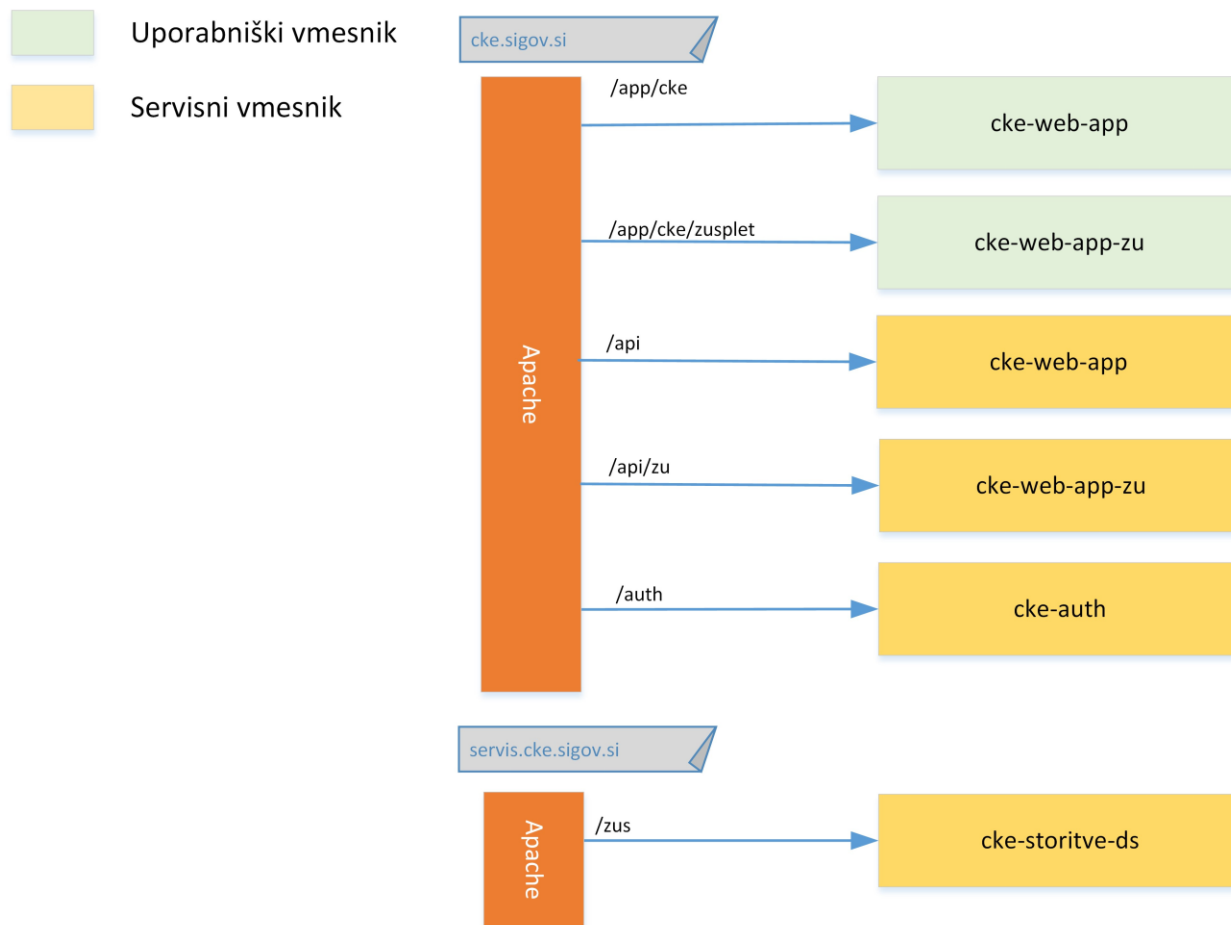 Uporabniški vmesnik
Servisni vmesnik
cke.sigov.si
Apache
/app/cke
cke-web-app
/app/cke/zusplet
cke-web-app-zu
/api
cke-web-app
/api/zu
cke-web-app-zu
/auth
cke-auth
servis.cke.sigov.si
Apache
/zus
cke-storitve-ds